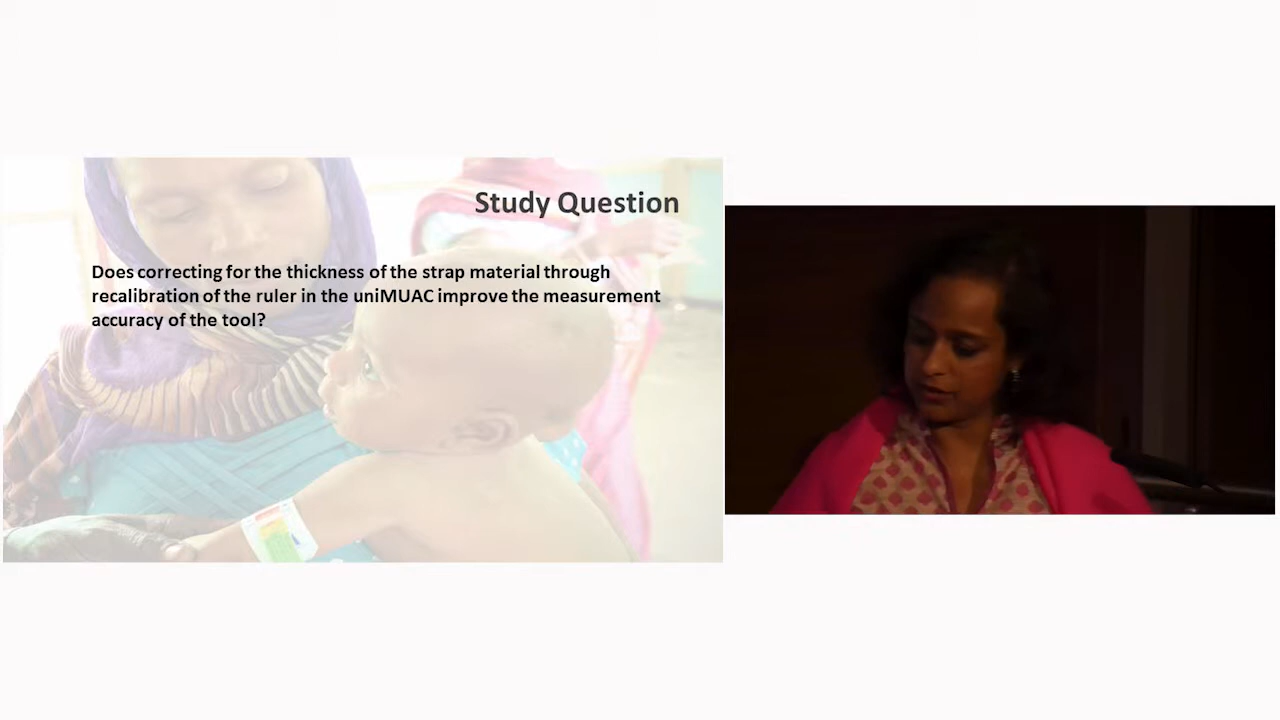 Study Question
Does correcting for the thickness of the strap material through
recalibration of the ruler in the uniMUAC improve the measurement
accuracy of the tool?